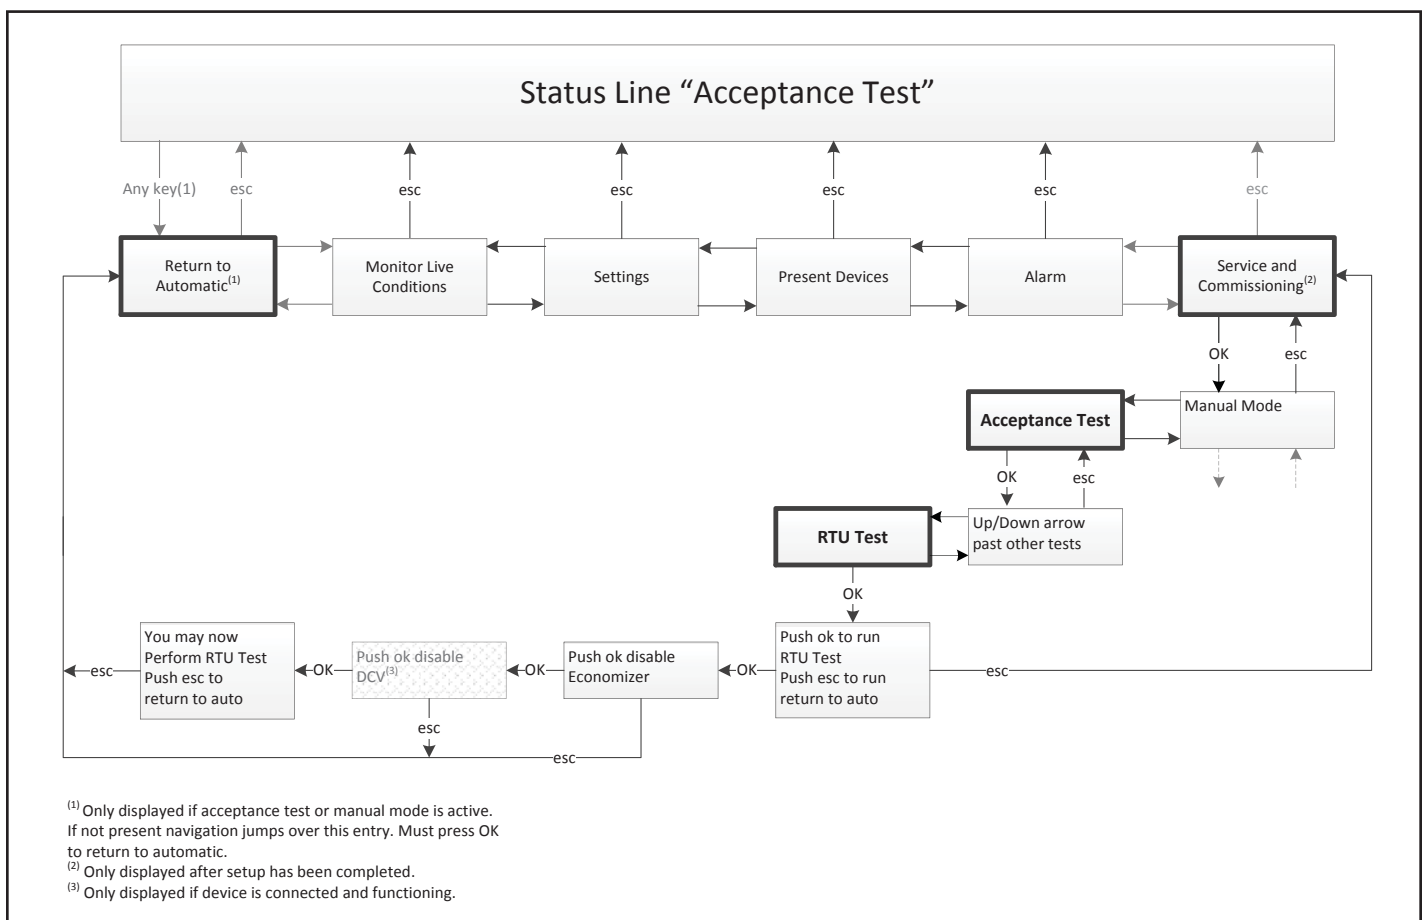 Status Line “Acceptance Test”
Any key(1)
esc
esc
esc
esc
esc
esc
Return to
Automatic(1)
Monitor Live
Conditions
Settings
Present Devices
Alarm
Service and
Commissioning(2)
OK
esc
Acceptance Test
Manual Mode
OK
esc
RTU Test
Up/Down arrow
past other tests
OK
You may now
Perform RTU Test
Push esc to
return to auto
Push ok disable
DCV(3)
Push ok disable
Economizer
Push ok to run
RTU Test
Push esc to run
return to auto
esc
OK
OK
OK
esc
esc
esc
(1) Only displayed if acceptance test or manual mode is active.
If not present navigation jumps over this entry. Must press OK
to return to automatic.
(2) Only displayed after setup has been completed.
(3) Only displayed if device is connected and functioning.